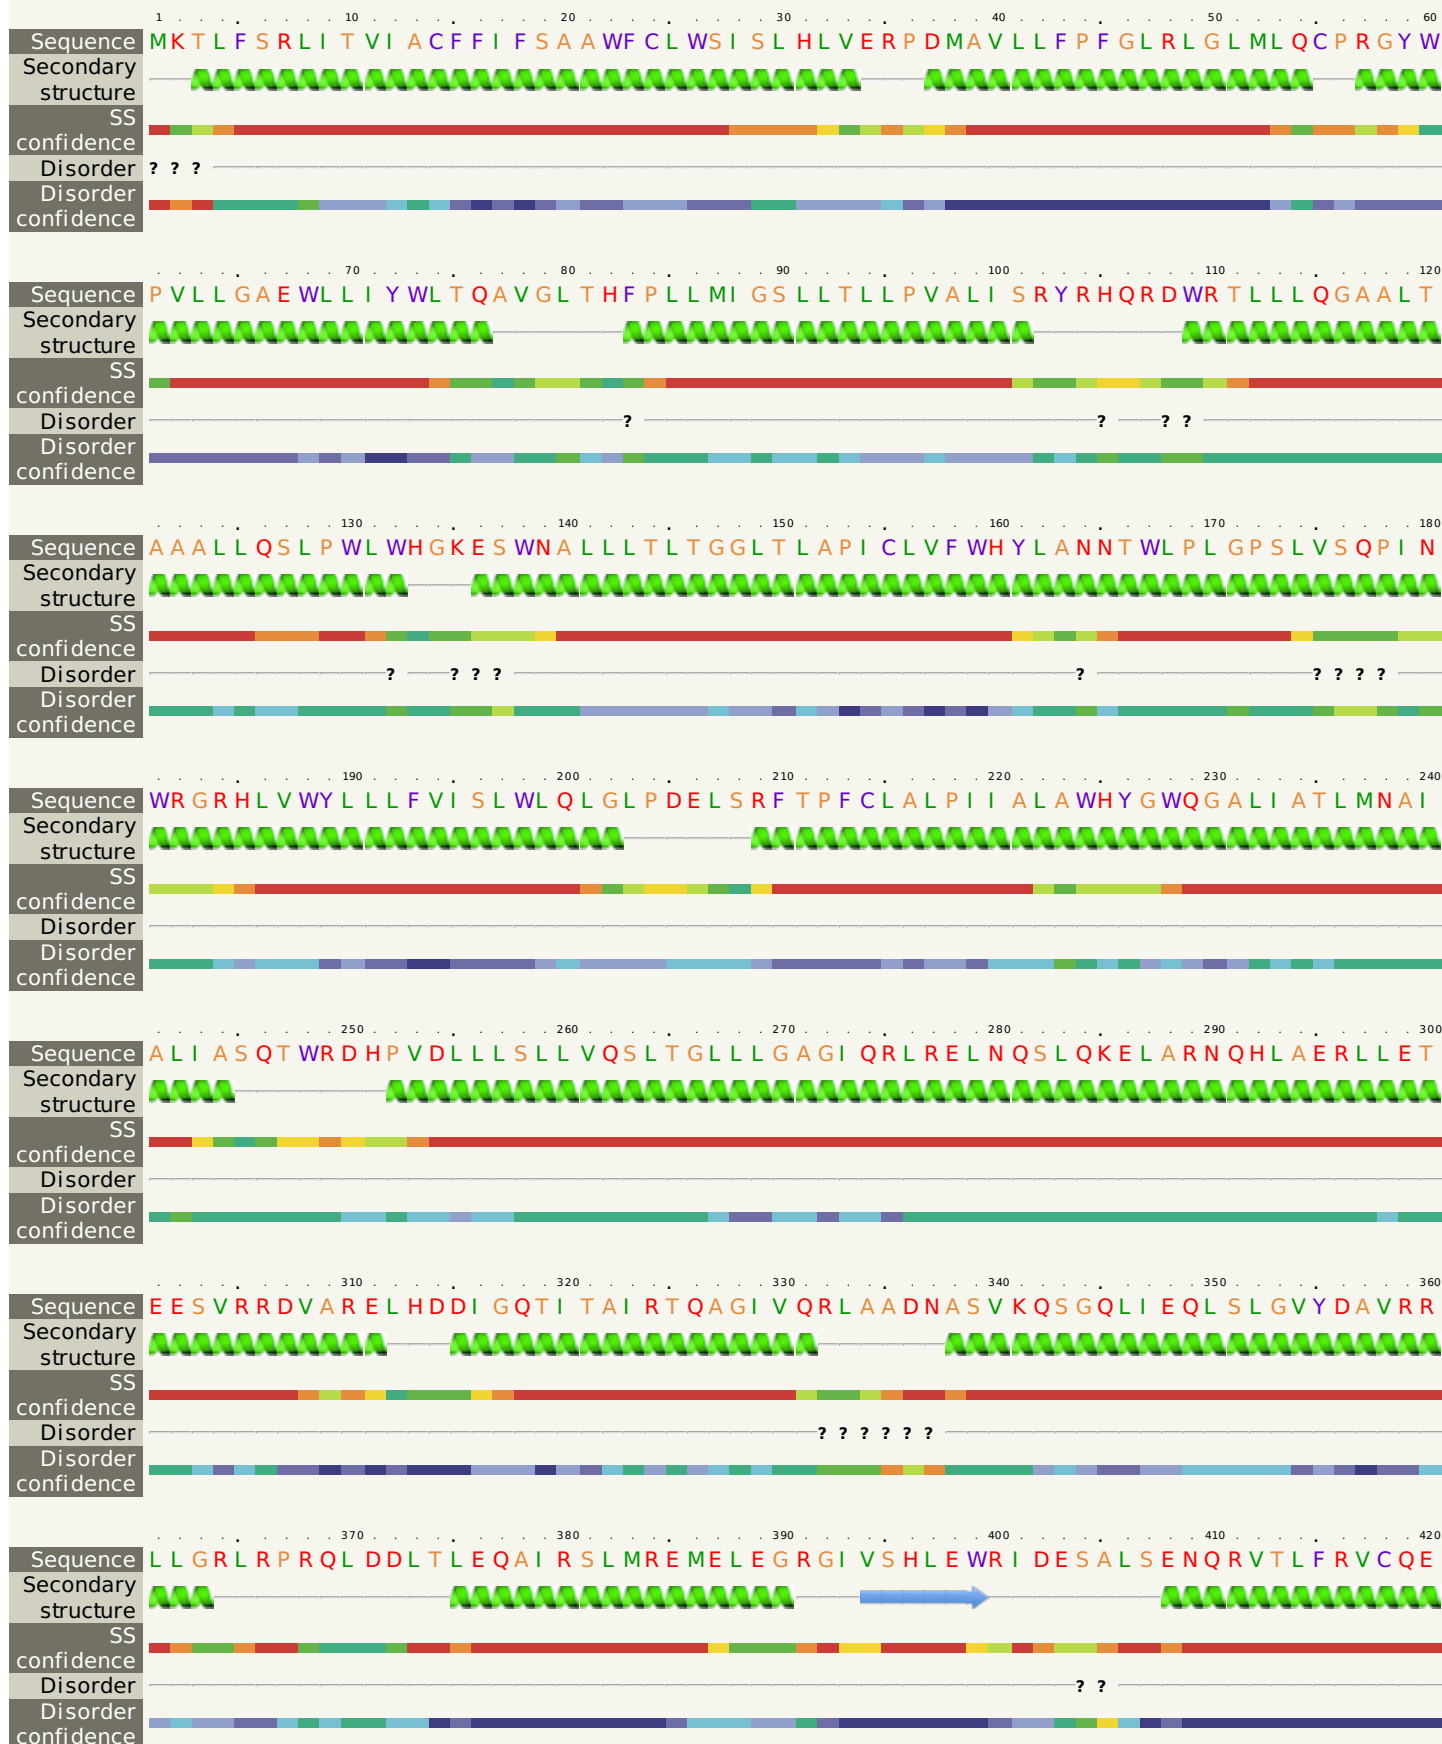 1 10 20 30 40 50 60
Sequence MKTLFSRLITVIACFFIFSAAWFCLWSISLHLVERPDMAVLLFPFGLRLGLMLQCPRGYW
Secondary
structure
SS
confidence
Disorder ? ? ?
Disorder
confidence
70 80 90 100 110 120
Sequence PVLLGAEWLLIYWLTQAVGLTHFPLLMIGSLLTLLPVALISRYRHQRDWRTLLLQGAALT
Secondary
structure
SS
confidence
Disorder ? ? ? ?
Disorder
confidence
130 140 150 160 170 180
Sequence AAALLQSLPWLWHGKESWNALLLTLTGGLTLAPICLVFWHYLANNTWLPLGPSLVSQPIN
Secondary
structure
SS
confidence
Disorder ? ? ? ? ? ? ? ? ?
Disorder
confidence
190 200 210 220 230 240
Sequence WRGRHLVWYLLLFVISLWLQLGLPDELSRFTPFCLALPIIALAWHYGWQGALIATLMNAI
Secondary
structure
SS
confidence
Disorder
Disorder
confidence
250 260 270 280 290 300
Sequence ALIASQTWRDHPVDLLLSLLVQSLTGLLLGAGIQRLRELNQSLQKELARNQHLAERLLET
Secondary
structure
SS
confidence
Disorder
Disorder
confidence
310 320 330 340 350 360
Sequence EESVRRDVARELHDDIGQTITAIRTQAGIVQRLAADNASVKQSGQLIEQLSLGVYDAVRR
Secondary
structure
SS
confidence
Disorder ? ? ? ? ? ?
Disorder
confidence
370 380 390 400 410 420
Sequence LLGRLRPRQLDDLTLEQAIRSLMREMELEGRGIVSHLEWRIDESALSENQRVTLFRVCQE
Secondary
structure
SS
confidence
Disorder ? ?
Disorder
confidence